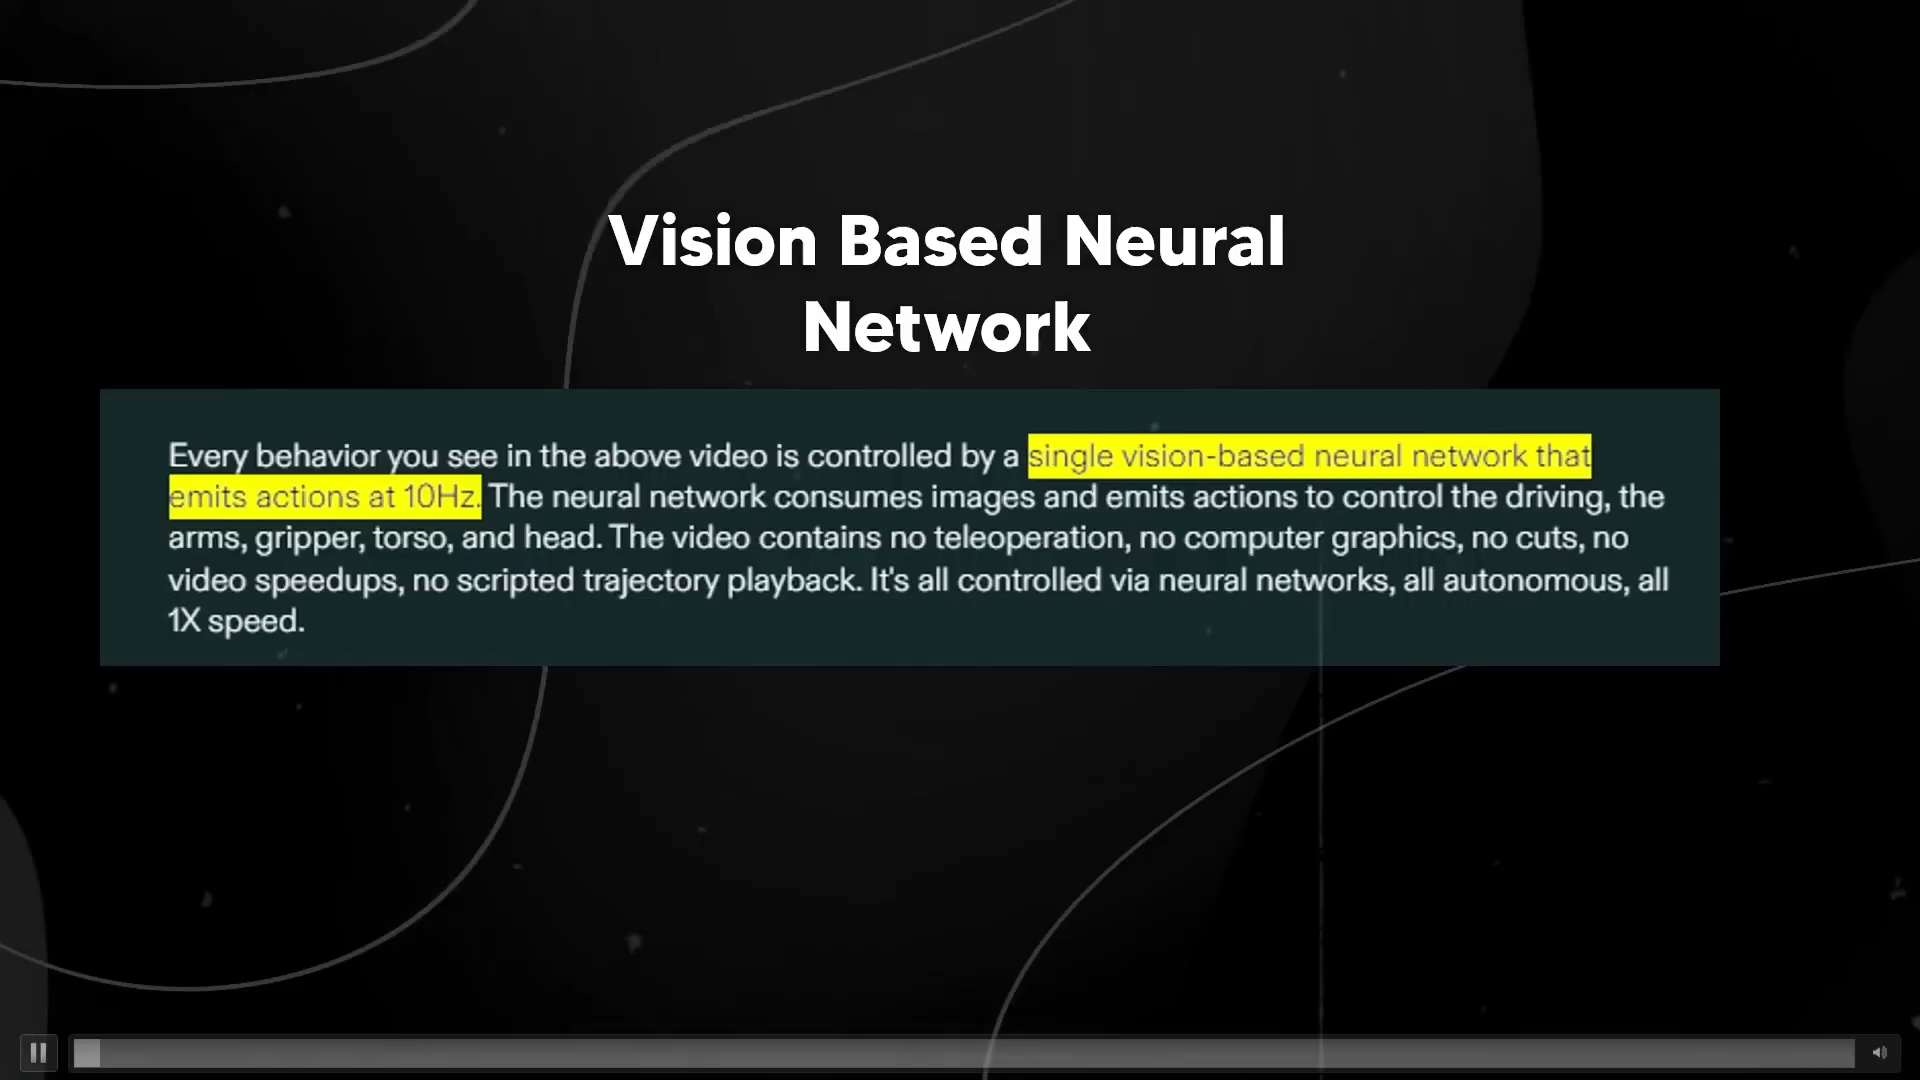 Vision Based Neural
Network
Every behavior you see in the above video is controlled by a single vision-based neural network that
emits actions at 10Hz. The neural network consumes images and emits actions to control the driving, the
arms, gripper, torso, and head. The video contains no teleoperation, no computer graphics, no cuts, no
video speedups, no scripted trajectory playback. It's all controlled via neural networks, all autonomous, all
1X speed.